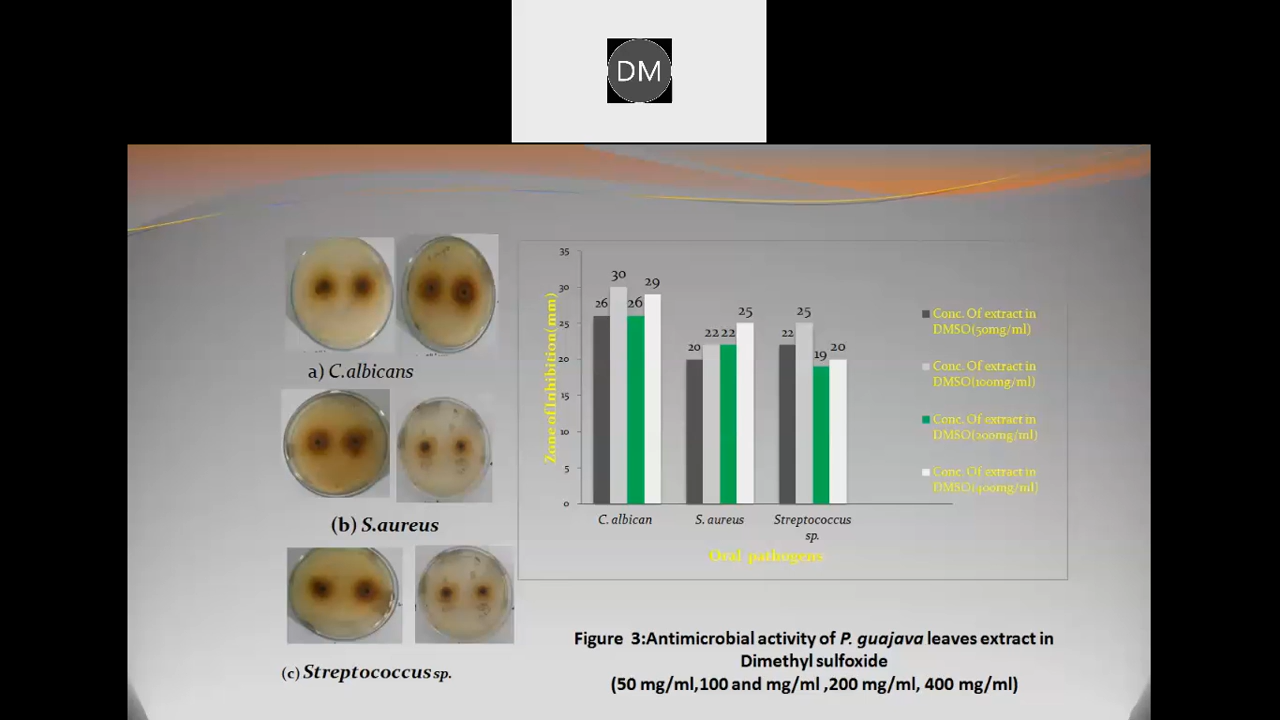 DM
a) C.albicans
(b) S.aureus
(c) Streptococcus sp.
Zone of Inhibition(mm)
35
30
25
20
15
10
5
0
26
30
26
29
20
22
22
25
22
25
19
20
C. albican
S. aureus
Streptococcus
sp.
Oral pathogens
Conc. Of extract in
DMSO(50mg/ml)
Conc. Of extract in
DMSO(100mg/ml)
Conc. Of extract in
DMSO(200mg/ml)
Conc. Of extract in
DMSO(400mg/ml)
Figure 3:Antimicrobial activity of P. guajava leaves extract in
Dimethyl sulfoxide
(50 mg/ml,100 and mg/ml ,200 mg/ml, 400 mg/ml)